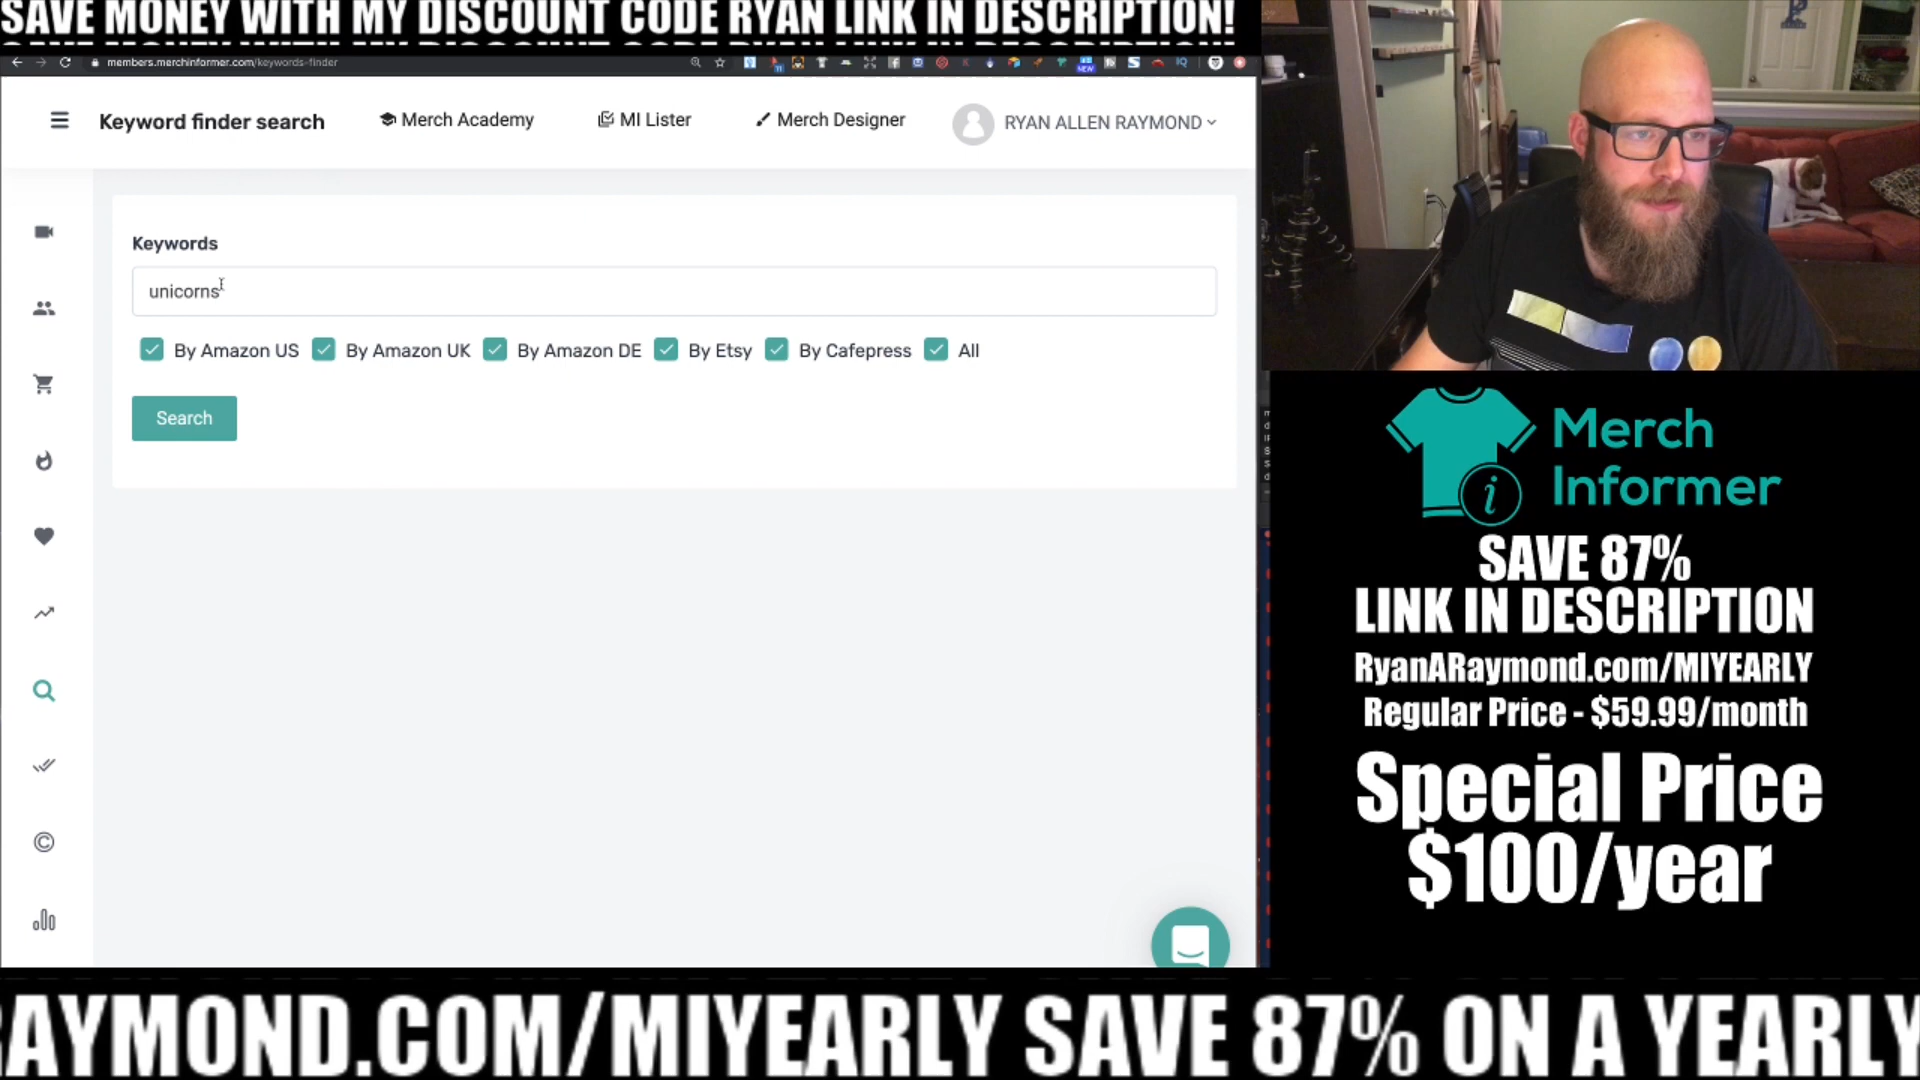 SAVE MONEY WITH MY DISCOUNT CODE RYAN LINK IN DESCRIPTION!
members.merchinformer.com/keywords-finder
Keyword finder search
Merch Academy
MI Lister
Merch Designer
RYAN ALLEN RAYMOND
Keywords
unicorns
By Amazon US
By Amazon UK
By Amazon DE
By Etsy
By Cafepress
All
Search
Merch
Informer
SAVE 87%
LINK IN DESCRIPTION
RyanARaymond.com/MIYEARLY
Regular Price - $59.99/month
Special Price
$100/year
RAYMOND.COM/MIYEARLY SAVE 87% ON A YEARLY